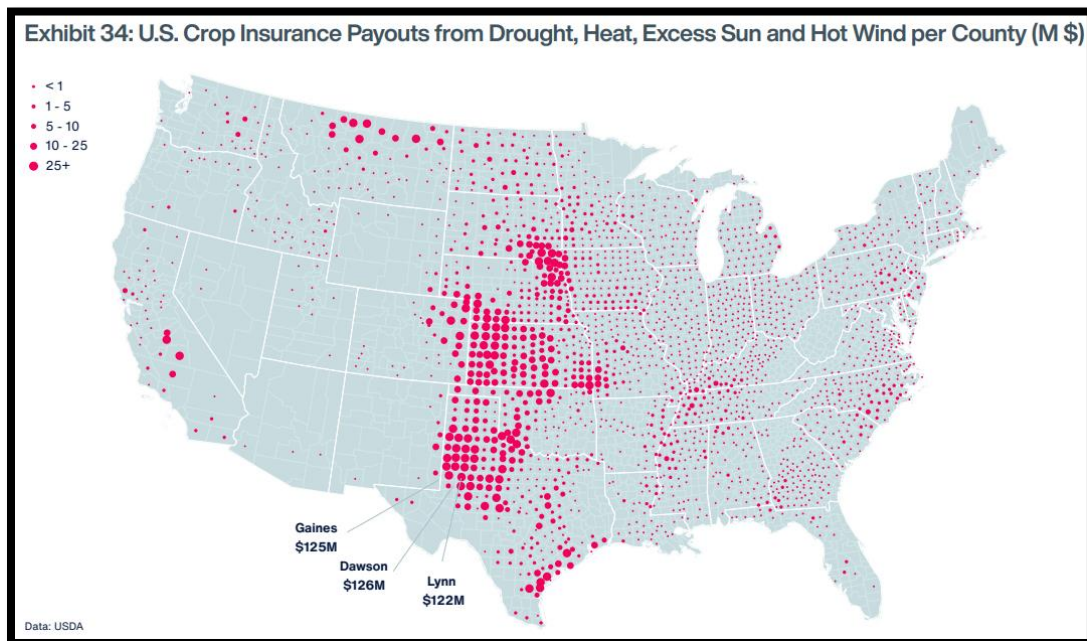 Exhibit 34: U.S. Crop Insurance Payouts from Drought, Heat, Excess Sun and Hot Wind per County (M $)
< 1
1 - 5
5 - 10
10 - 25
25+
Gaines
$125M
Dawson
$126M
Lynn
$122M
Data: USDA